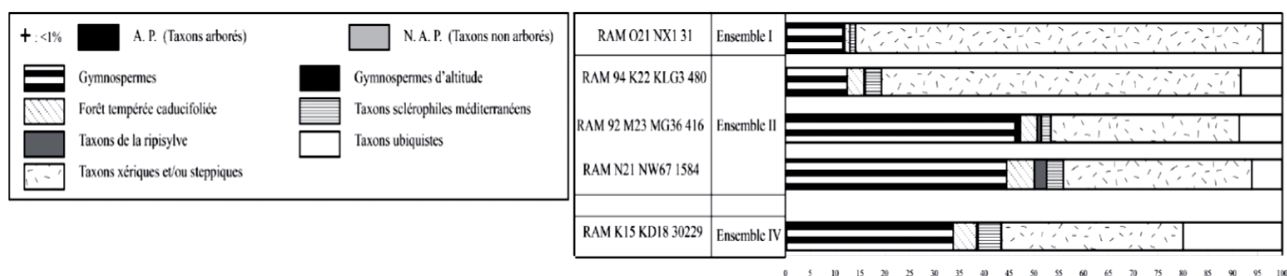 + : <1% A. P. (Taxons arborés) N. A. P. (Taxons non arborés)
Gymnospermes Gymnospermes d'altitude
Forêt tempérée caducifoliée Taxons sclérophiles méditerranéens
Taxons de la ripisylve Taxons ubiquistes
Taxons xériques et/ou steppiques
RAM O21 NX1 31 Ensemble I
RAM 94 K22 KLG3 480
RAM 92 M23 MG36 416 Ensemble II
RAM N21 NW67 1584
RAM K15 KD18 30229 Ensemble IV
0 5 10 15 20 25 30 35 40 45 50 55 60 65 70 75 80 85 90 95 100